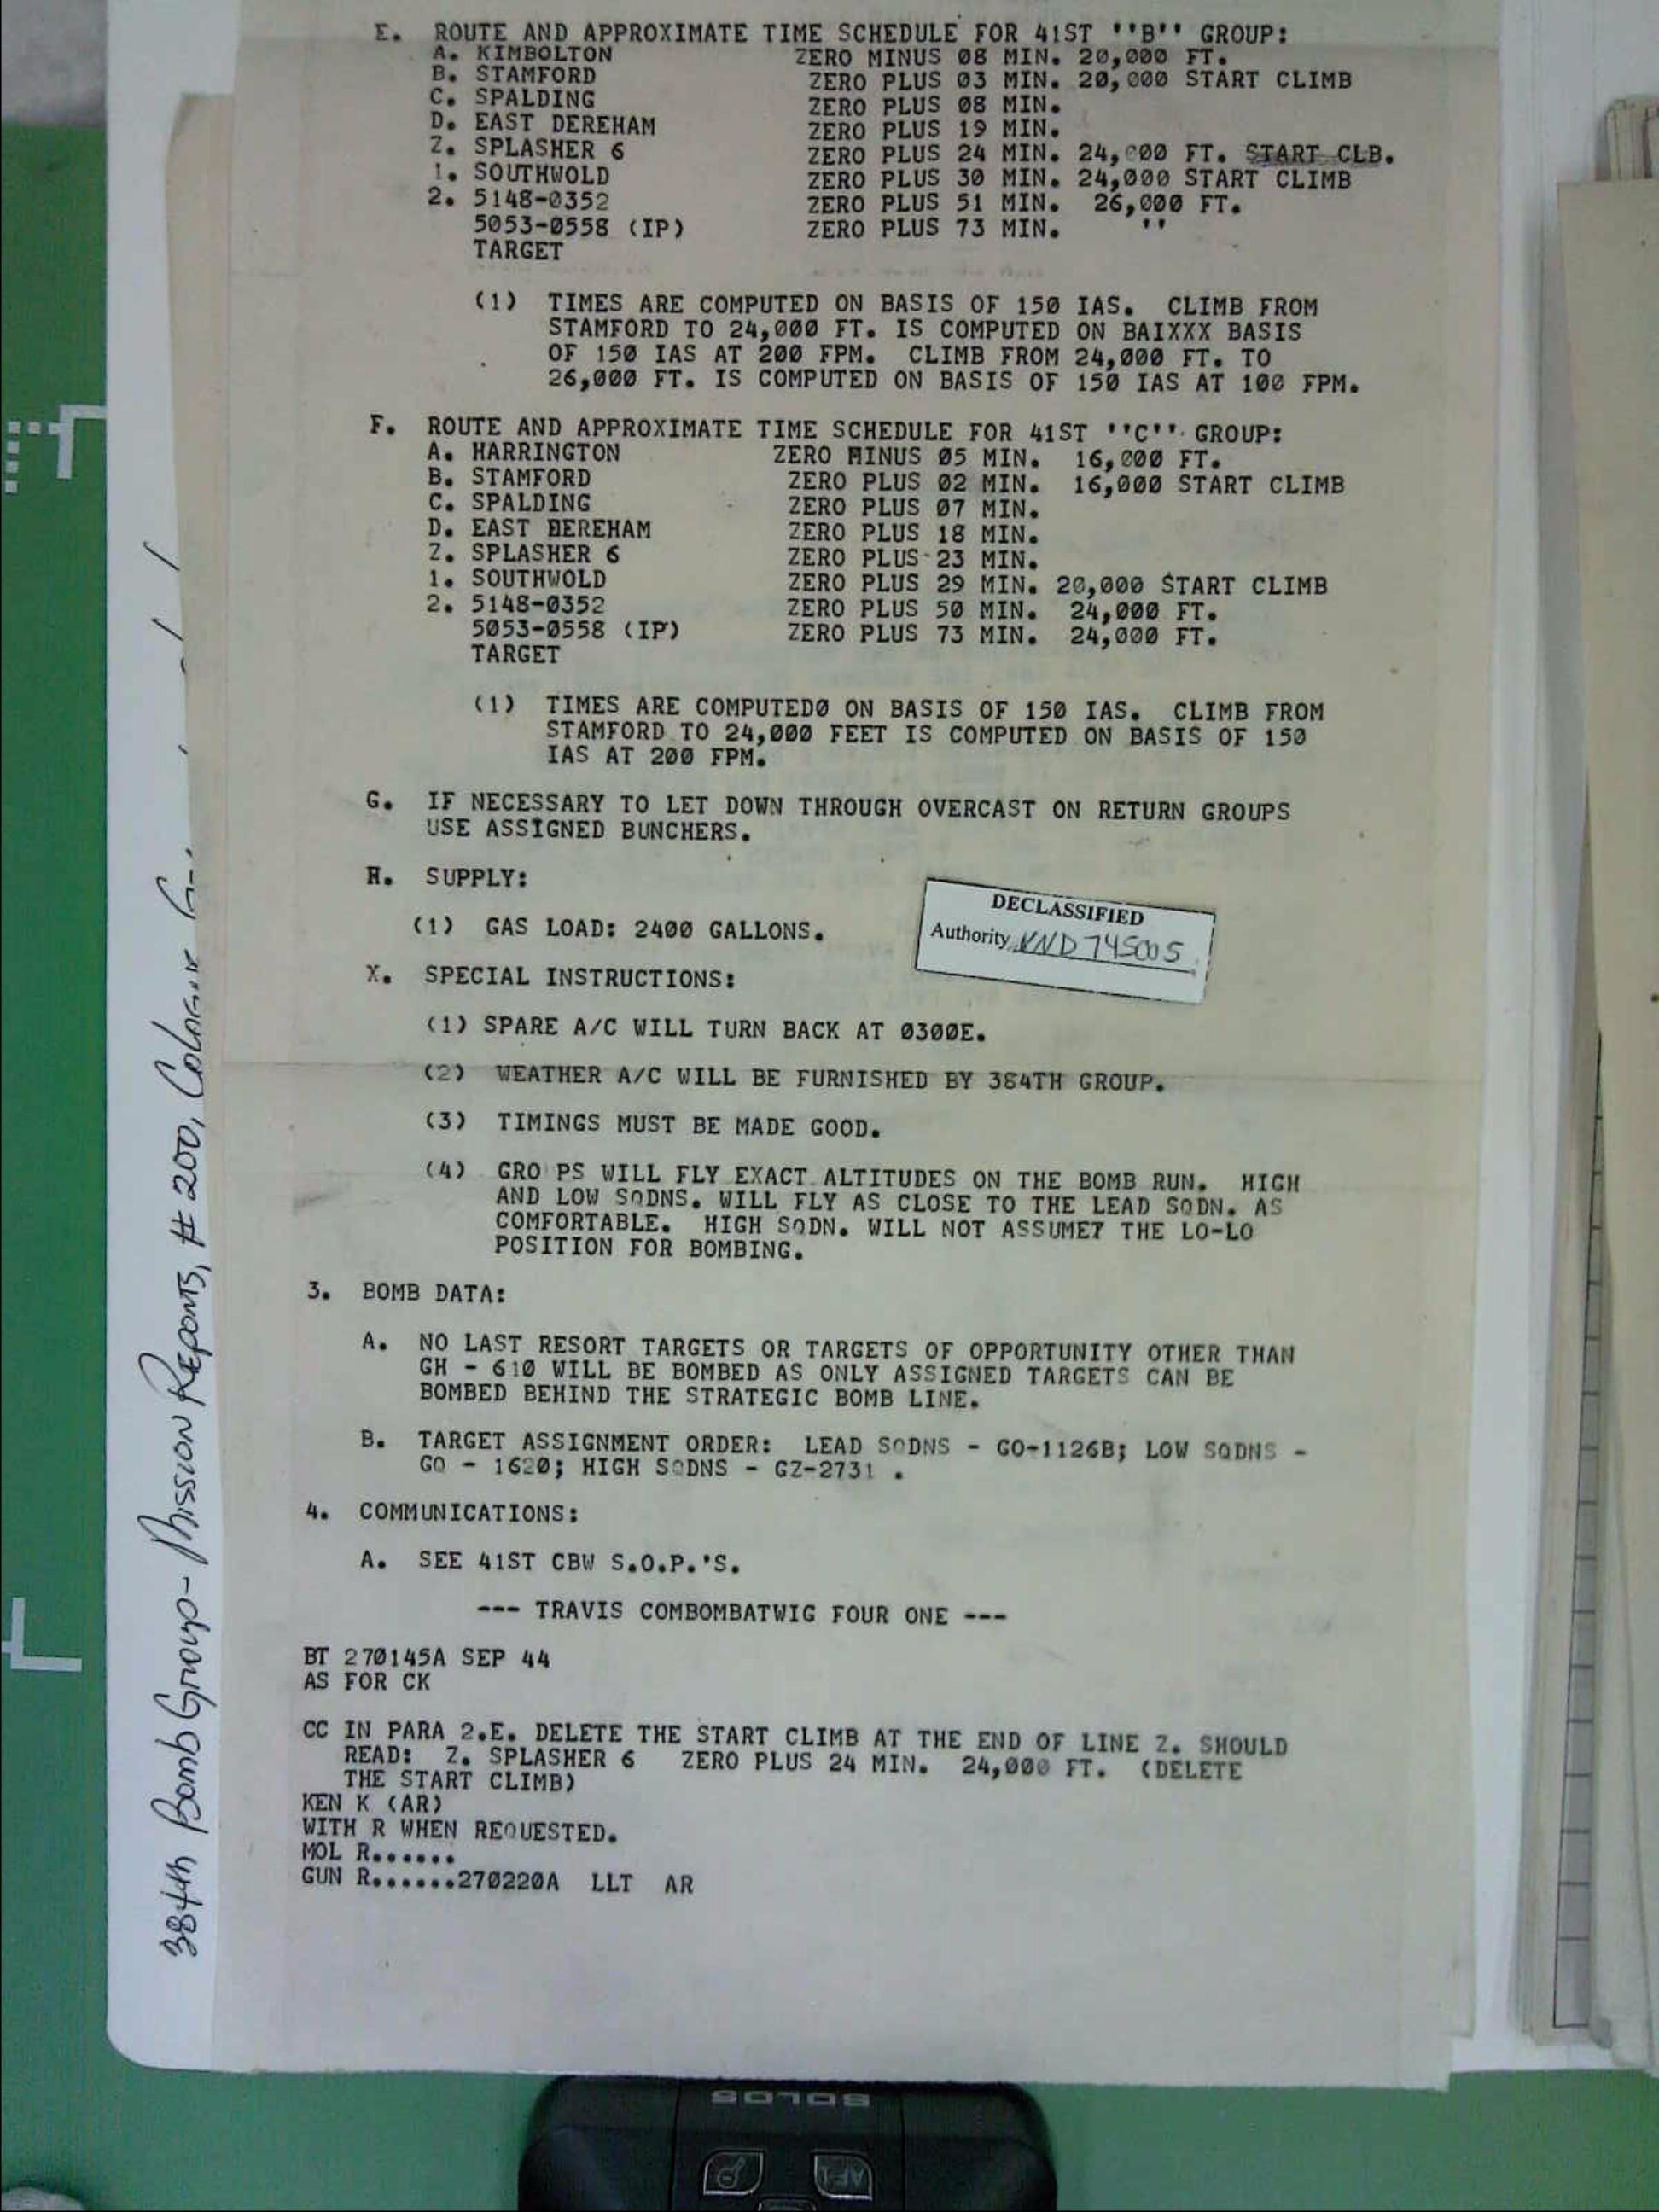 E. ROUTE AND APPROXIMATE TIME SCHEDULE FOR 41ST ''B'' GROUP:
A. KIMBOLTON ZERO MINUS 08 MIN. 20,000 FT.
B. STAMFORD ZERO PLUS 03 MIN. 20,000 START CLIMB
C. SPALDING ZERO PLUS 08 MIN.
D. EAST DEREHAM ZERO PLUS 19 MIN.
Z. SPLASHER 6 ZERO PLUS 24 MIN. 24,000 FT. START CLB.
1. SOUTHWOLD ZERO PLUS 30 MIN. 24,000 START CLIMB
2. 5148-0352 ZERO PLUS 51 MIN. 26,000 FT.
5053-0558 (IP) ZERO PLUS 73 MIN. ''
TARGET
(1) TIMES ARE COMPUTED ON BASIS OF 150 IAS. CLIMB FROM
STAMFORD TO 24,000 FT. IS COMPUTED ON BAIXXX BASIS
OF 150 IAS AT 200 FPM. CLIMB FROM 24,000 FT. TO
26,000 FT. IS COMPUTED ON BASIS OF 150 IAS AT 100 FPM.
F. ROUTE AND APPROXIMATE TIME SCHEDULE FOR 41ST ''C'' GROUP:
A. HARRINGTON ZERO MINUS 05 MIN. 16,000 FT.
B. STAMFORD ZERO PLUS 02 MIN. 16,000 START CLIMB
C. SPALDING ZERO PLUS 07 MIN.
D. EAST DEREHAM ZERO PLUS 18 MIN.
Z. SPLASHER 6 ZERO PLUS 23 MIN.
1. SOUTHWOLD ZERO PLUS 29 MIN. 20,000 START CLIMB
2. 5148-0352 ZERO PLUS 50 MIN. 24,000 FT.
5053-0558 (IP) ZERO PLUS 73 MIN. 24,000 FT.
TARGET
(1) TIMES ARE COMPUTEDØ ON BASIS OF 150 IAS. CLIMB FROM
STAMFORD TO 24,000 FEET IS COMPUTED ON BASIS OF 150
IAS AT 200 FPM.
G. IF NECESSARY TO LET DOWN THROUGH OVERCAST ON RETURN GROUPS
USE ASSIGNED BUNCHERS.
H. SUPPLY:
(1) GAS LOAD: 2400 GALLONS.
DECLASSIFIED
Authority NND 745005
X. SPECIAL INSTRUCTIONS:
(1) SPARE A/C WILL TURN BACK AT 0300E.
(2) WEATHER A/C WILL BE FURNISHED BY 384TH GROUP.
(3) TIMINGS MUST BE MADE GOOD.
(4) GRO PS WILL FLY EXACT ALTITUDES ON THE BOMB RUN. HIGH
AND LOW SQDNS. WILL FLY AS CLOSE TO THE LEAD SQDN. AS
COMFORTABLE. HIGH SQDN. WILL NOT ASSUMET THE LO-LO
POSITION FOR BOMBING.
3. BOMB DATA:
A. NO LAST RESORT TARGETS OR TARGETS OF OPPORTUNITY OTHER THAN
GH - 610 WILL BE BOMBED AS ONLY ASSIGNED TARGETS CAN BE
BOMBED BEHIND THE STRATEGIC BOMB LINE.
B. TARGET ASSIGNMENT ORDER: LEAD SQDNS - GO-1126B; LOW SQDNS -
GQ - 1620; HIGH SQDNS - GZ-2731 .
4. COMMUNICATIONS:
A. SEE 41ST CBW S.O.P.'S.
--- TRAVIS COMBOMBATWIG FOUR ONE ---
BT 270145A SEP 44
AS FOR CK
CC IN PARA 2.E. DELETE THE START CLIMB AT THE END OF LINE Z. SHOULD
READ: Z. SPLASHER 6 ZERO PLUS 24 MIN. 24,000 FT. (DELETE
THE START CLIMB)
KEN K (AR)
WITH R WHEN REQUESTED.
MOL R......
GUN R.......270220A LLT AR
384th Bomb Group - Mission Reports, # 200,
SOLOS